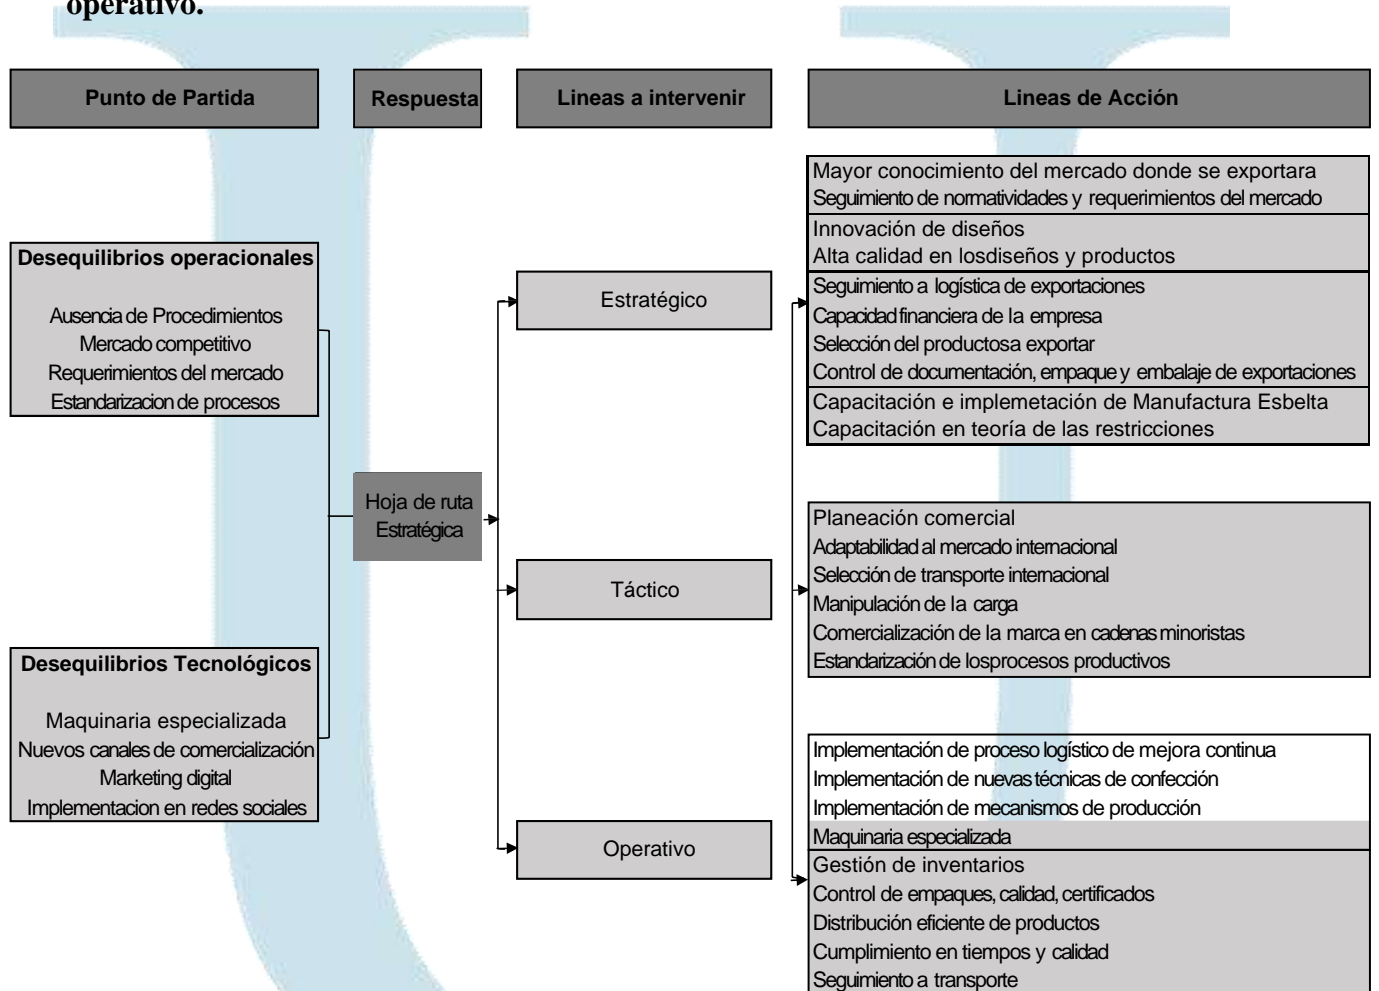 operativo.
Punto de Partida
Respuesta
Lineas a intervenir
Lineas de Acción
Desequilibrios operacionales
Ausencia de Procedimientos
Mercado competitivo
Requerimientos del mercado
Estandarizacion de procesos
Desequilibrios Tecnológicos
Maquinaria especializada
Nuevos canales de comercialización
Marketing digital
Implementacion en redes sociales
Hoja de ruta
Estratégica
Estratégico
Táctico
Operativo
Mayor conocimiento del mercado donde se exportara
Seguimiento de normatividades y requerimientos del mercado
Innovación de diseños
Alta calidad en losdiseños y productos
Seguimiento a logística de exportaciones
Capacidad financiera de la empresa
Selección del productosa exportar
Control de documentación, empaque y embalaje de exportaciones
Capacitación e implemetación de Manufactura Esbelta
Capacitación en teoría de las restricciones
Planeación comercial
Adaptabilidad al mercado internacional
Selección de transporte internacional
Manipulación de la carga
Comercialización de la marca en cadenas minoristas
Estandarización de losprocesos productivos
Implementación de proceso logístico de mejora continua
Implementación de nuevas técnicas de confección
Implementación de mecanismos de producción
Maquinaria especializada
Gestión de inventarios
Control de empaques, calidad, certificados
Distribución eficiente de productos
Cumplimiento en tiempos y calidad
Seguimiento a transporte